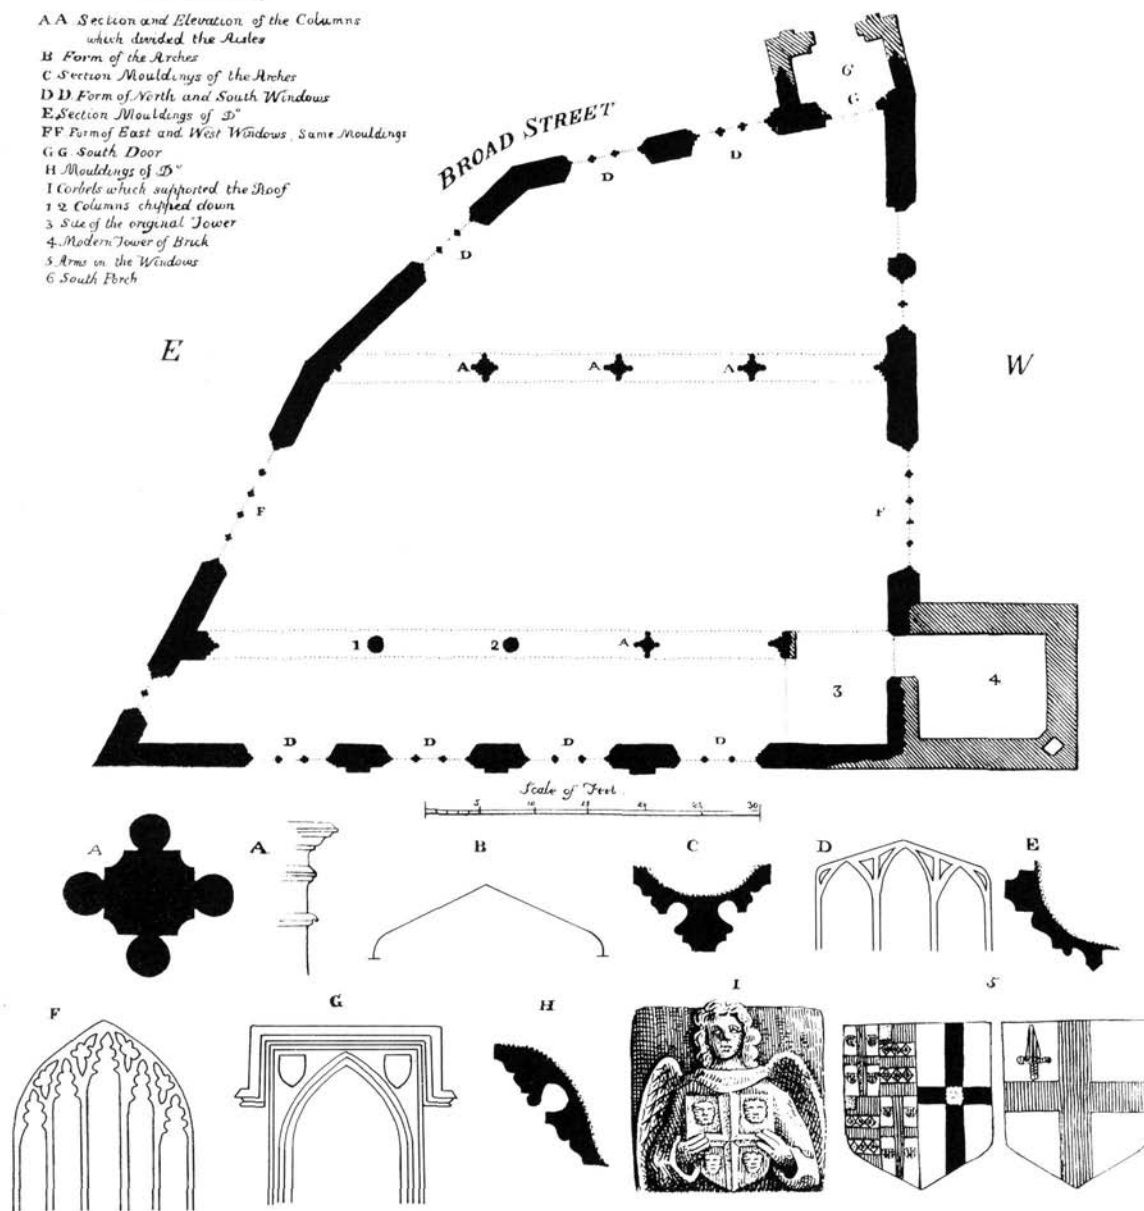 A A Section and Elevation of the Columns
which divided the Aisles
B Form of the Arches
C Section Mouldings of the Arches
D D Form of North and South Windows
E Section Mouldings of Dº
F F Form of East and West Windows, Same Mouldings
G G South Door
H Mouldings of Dº
I Corbels which supported the Roof
1 2 Columns chipped down
3 Site of the original Tower
4 Modern Tower of Brick
5 Arms in the Windows
6 South Porch
6
G
BROAD STREET
D
D
D
E
W
A
A
A
F
F
1
2
A
3
4
D
D
D
D
Scale of Feet
5
10
15
30
A
A
B
C
D
E
F
G
H
I
5